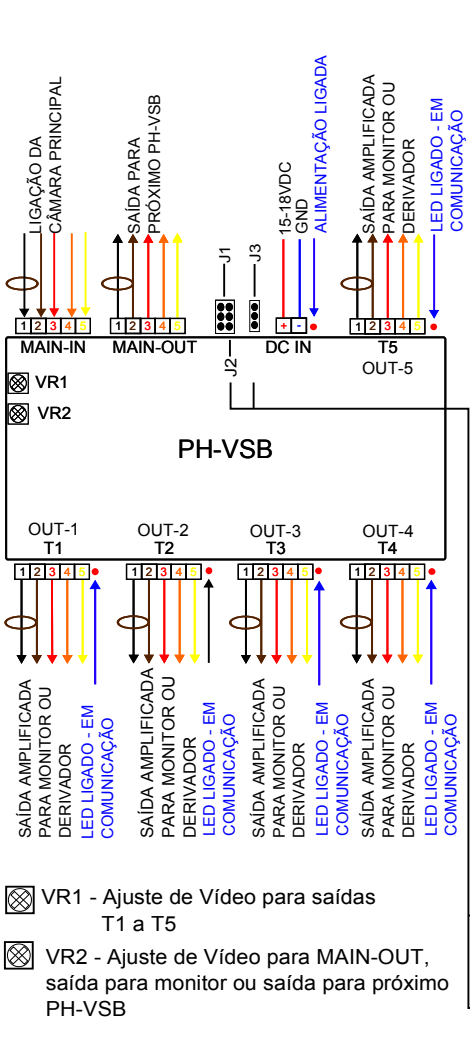 LIGAÇÃO DA
CÂMARA PRINCIPAL
SAÍDA PARA
PRÓXIMO PH-VSB
J1
J3
15-18VDC
GND
ALIMENTAÇÃO LIGADA
SAÍDA AMPLIFICADA
PARA MONITOR OU
DERIVADOR
LED LIGADO - EM
COMUNICAÇÃO
1 2 3 4 5
1 2 3 4 5
+ -
1 2 3 4 5
MAIN-IN
MAIN-OUT
J2
DC IN
T5
OUT-5
VR1
VR2
PH-VSB
OUT-1
T1
OUT-2
T2
OUT-3
T3
OUT-4
T4
1 2 3 4 5
1 2 3 4 5
1 2 3 4 5
1 2 3 4 5
SAÍDA AMPLIFICADA
PARA MONITOR OU
DERIVADOR
LED LIGADO - EM
COMUNICAÇÃO
SAÍDA AMPLIFICADA
PARA MONITOR OU
DERIVADOR
LED LIGADO - EM
COMUNICAÇÃO
SAÍDA AMPLIFICADA
PARA MONITOR OU
DERIVADOR
LED LIGADO - EM
COMUNICAÇÃO
SAÍDA AMPLIFICADA
PARA MONITOR OU
DERIVADOR
LED LIGADO - EM
COMUNICAÇÃO
VR1 - Ajuste de Vídeo para saídas
T1 a T5
VR2 - Ajuste de Vídeo para MAIN-OUT,
saída para monitor ou saída para próximo
PH-VSB